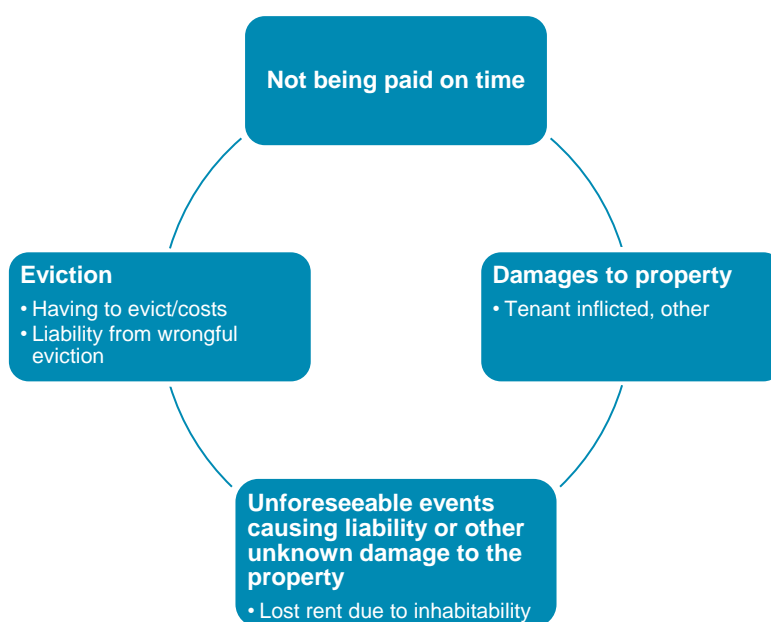 Not being paid on time
Eviction
• Having to evict/costs
• Liability from wrongful
eviction
Damages to property
• Tenant inflicted, other
Unforeseeable events
causing liability or other
unknown damage to the
property
• Lost rent due to inhabitability